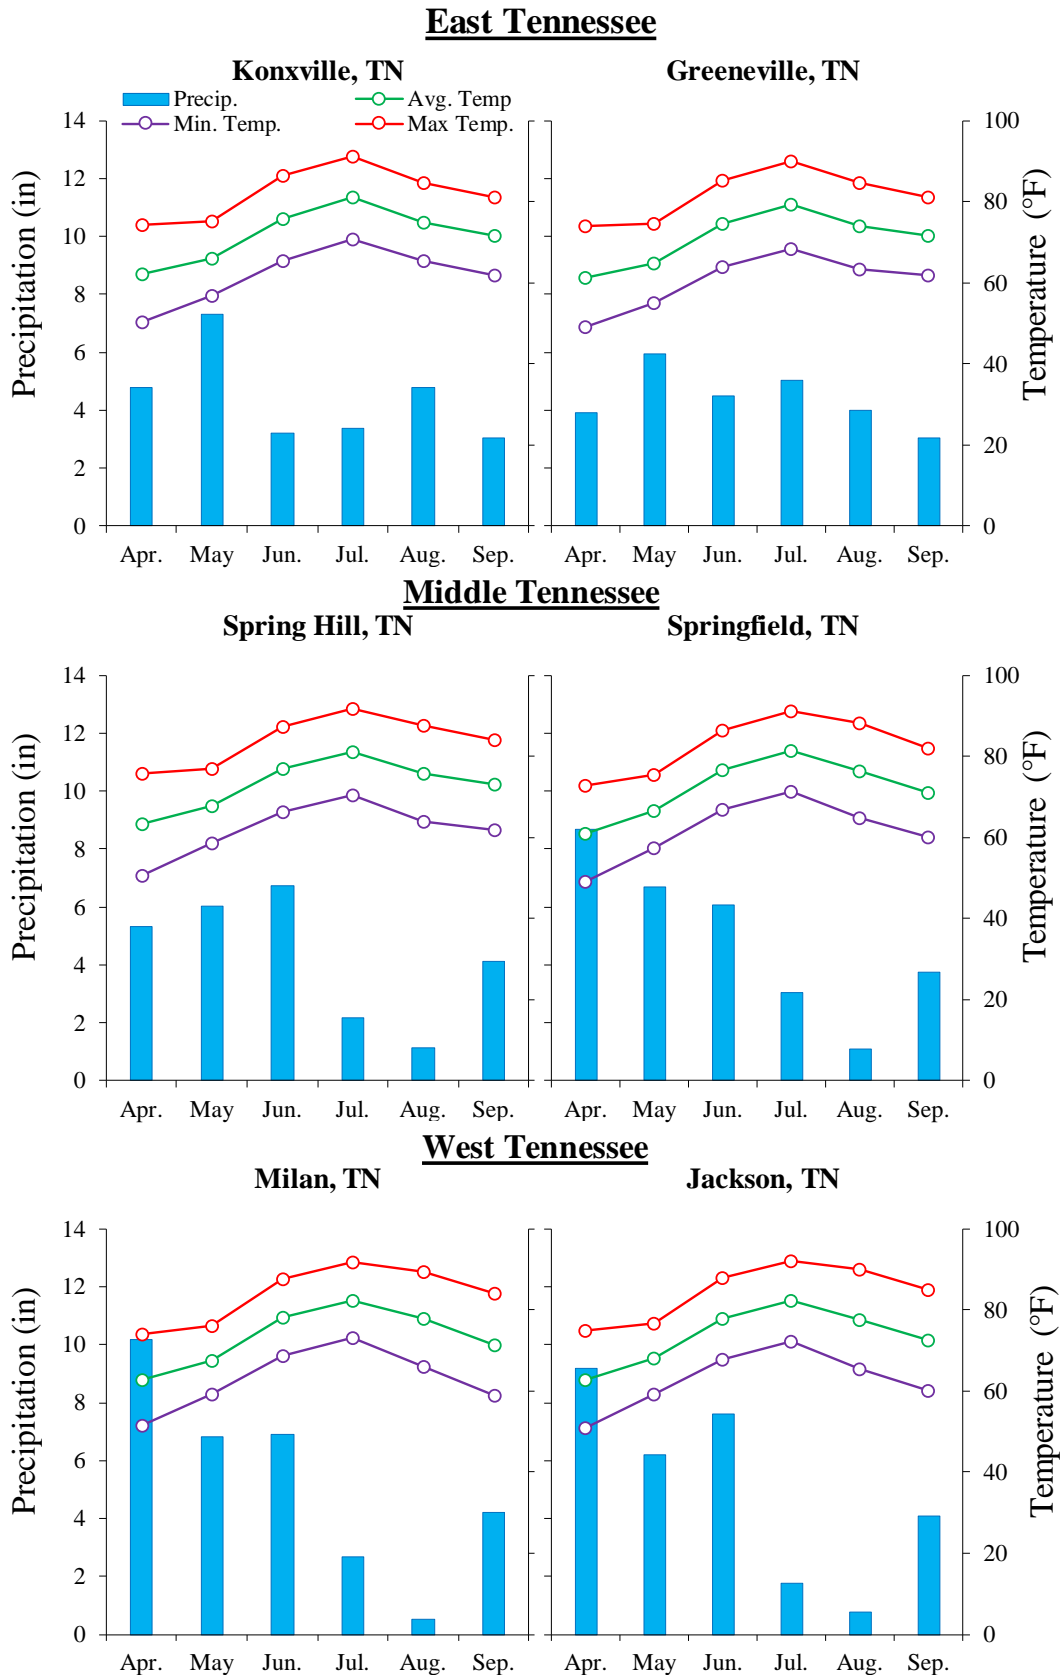 East Tennessee
Konxville, TN
Greeneville, TN
Precip.
Avg. Temp
Min. Temp.
Max Temp.
Precipitation (in)
14
12
10
8
6
4
2
0
100
80
60
40
20
0
Temperature (°F)
Apr. May Jun. Jul. Aug. Sep.
Apr. May Jun. Jul. Aug. Sep.
Middle Tennessee
Spring Hill, TN
Springfield, TN
Precipitation (in)
14
12
10
8
6
4
2
0
100
80
60
40
20
0
Temperature (°F)
Apr. May Jun. Jul. Aug. Sep.
Apr. May Jun. Jul. Aug. Sep.
West Tennessee
Milan, TN
Jackson, TN
Precipitation (in)
14
12
10
8
6
4
2
0
100
80
60
40
20
0
Temperature (°F)
Apr. May Jun. Jul. Aug. Sep.
Apr. May Jun. Jul. Aug. Sep.